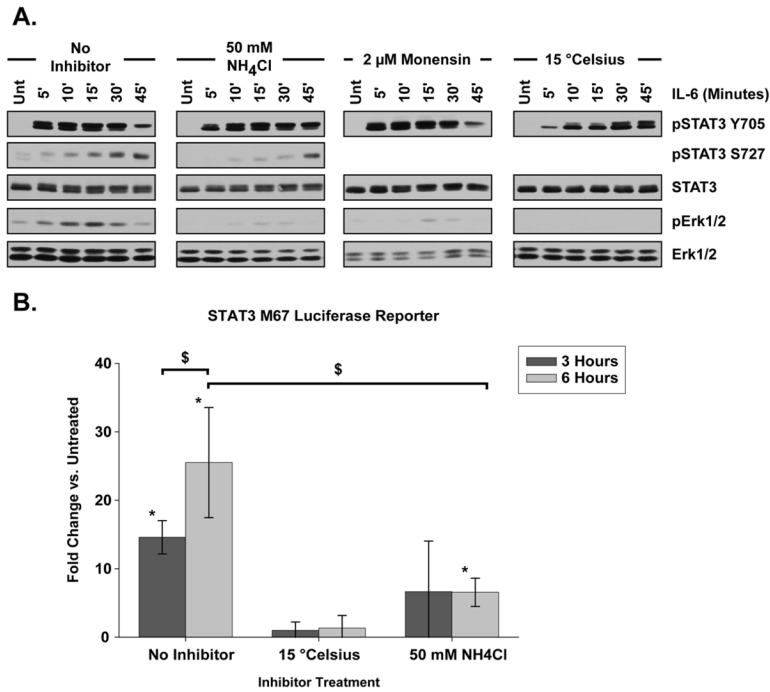 A.
No Inhibitor
50 mM NH4Cl
2 µM Monensin
15 °Celsius
Unt 5' 10' 15' 30' 45'
Unt 5' 10' 15' 30' 45'
Unt 5' 10' 15' 30' 45'
Unt 5' 10' 15' 30' 45'
IL-6 (Minutes)
pSTAT3 Y705
pSTAT3 S727
STAT3
pErk1/2
Erk1/2
B.
STAT3 M67 Luciferase Reporter
3 Hours
6 Hours
Fold Change vs. Untreated
40
30
20
10
0
$
$
*
*
*
No Inhibitor
15 °Celsius
50 mM NH4Cl
Inhibitor Treatment